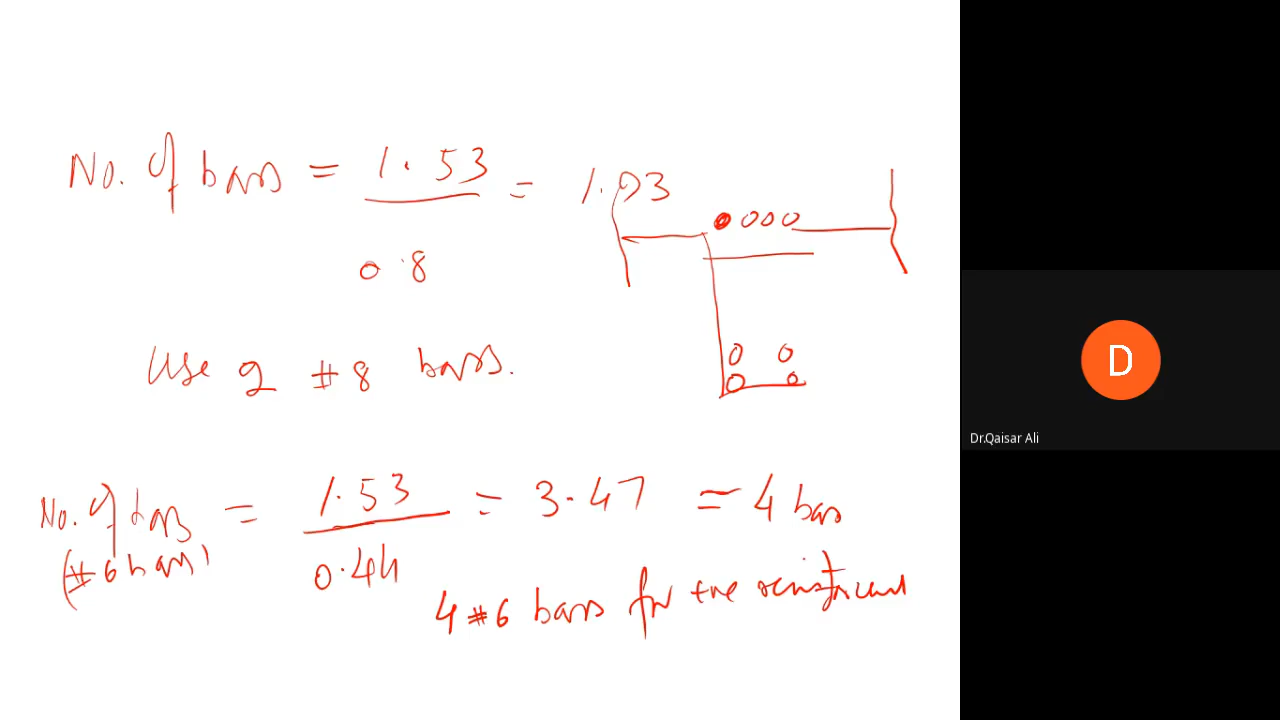 No. of bars = 1.53 / 0.8 = 1.93
Use 2 #8 bars.
No. of bars (#6 bars) = 1.53 / 0.44 = 3.47 = 4 bars
4 #6 bars for +ve reinforcement
D
Dr.Qaisar Ali